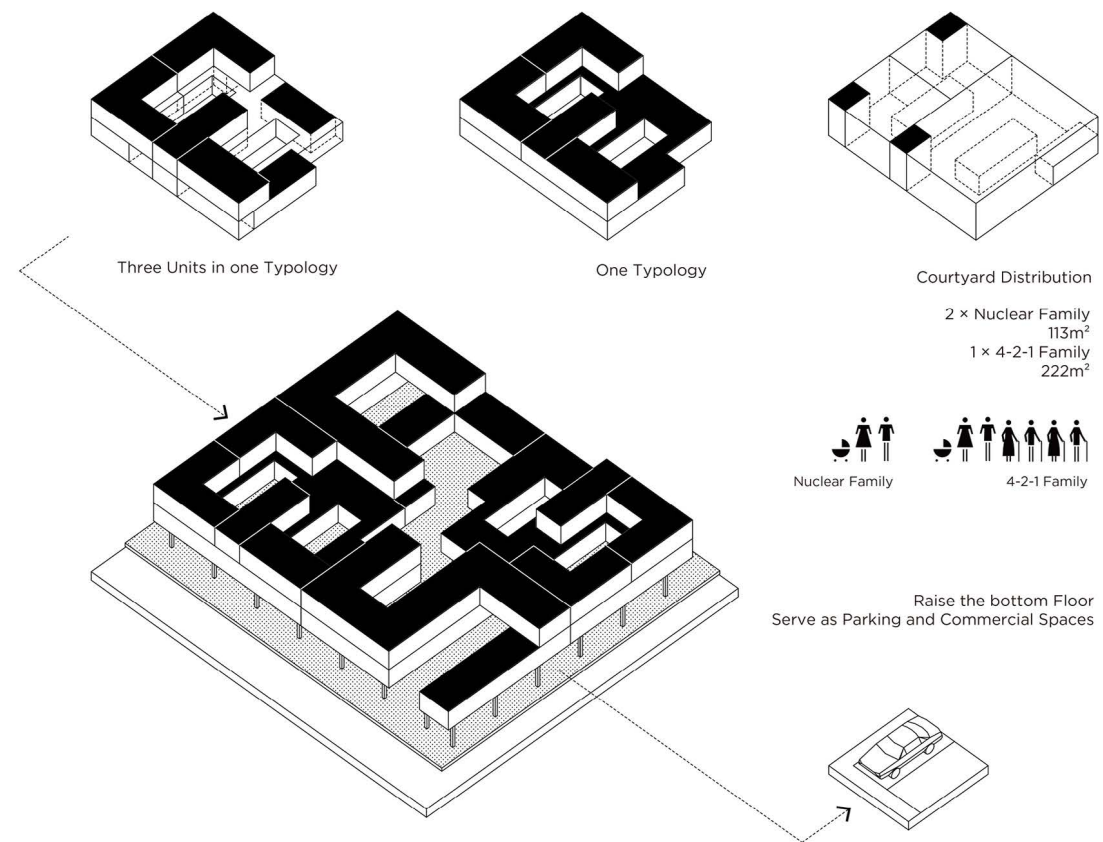 Three Units in one Typology
One Typology
Courtyard Distribution
2 × Nuclear Family
113m²
1 × 4-2-1 Family
222m²
Nuclear Family
4-2-1 Family
Raise the bottom Floor
Serve as Parking and Commercial Spaces